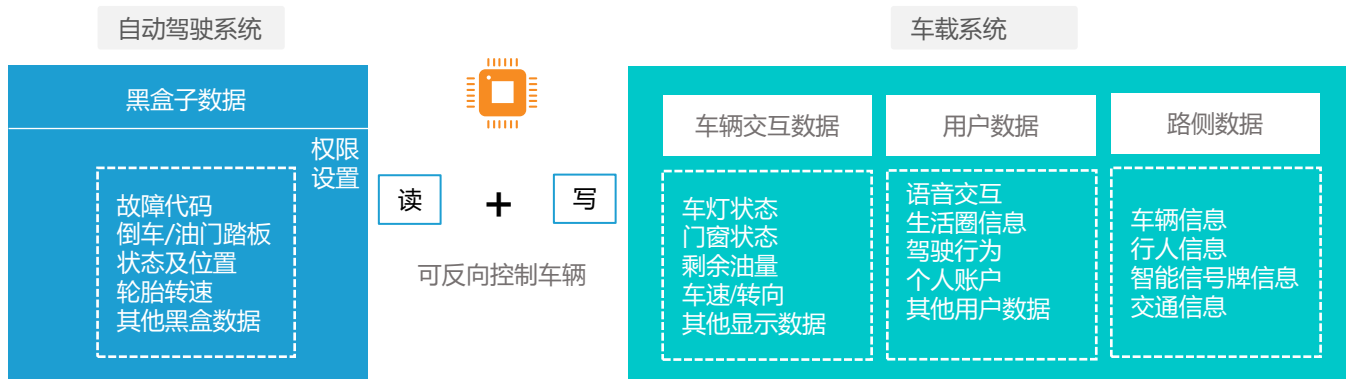 自动驾驶系统
车载系统
黑盒子数据
权限
设置
故障代码
倒车/油门踏板
状态及位置
轮胎转速
其他黑盒数据
读
+
写
可反向控制车辆
车辆交互数据
车灯状态
门窗状态
剩余油量
车速/转向
其他显示数据
用户数据
语音交互
生活圈信息
驾驶行为
个人账户
其他用户数据
路侧数据
车辆信息
行人信息
智能信号牌信息
交通信息